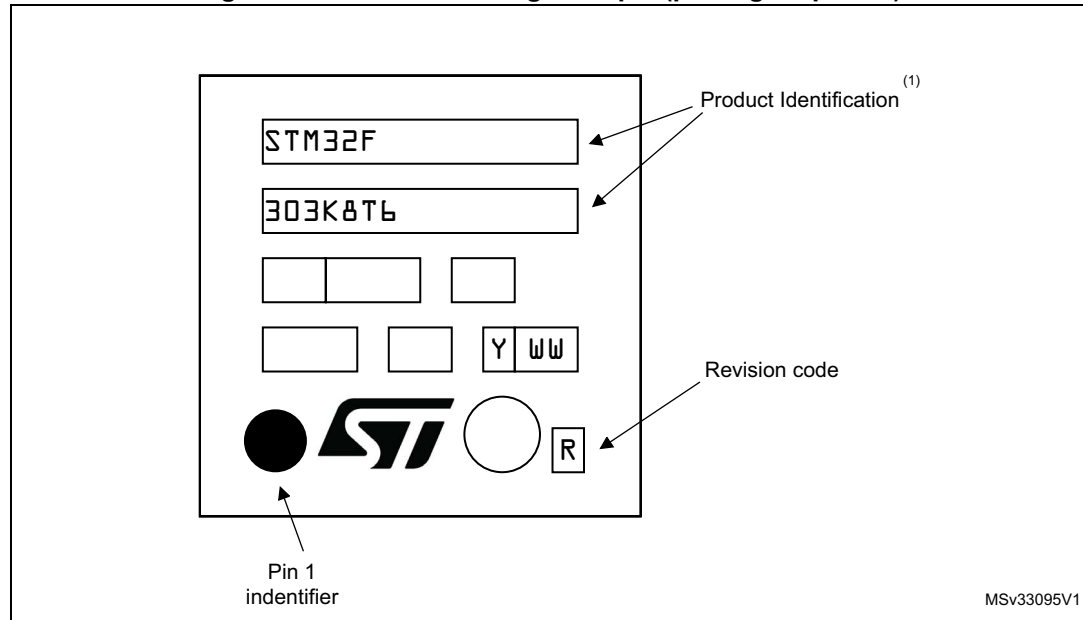 (1)
Product Identification
STM32F
303K8T6
Y WW
Revision code
R
Pin 1
indentifier
MSv33095V1